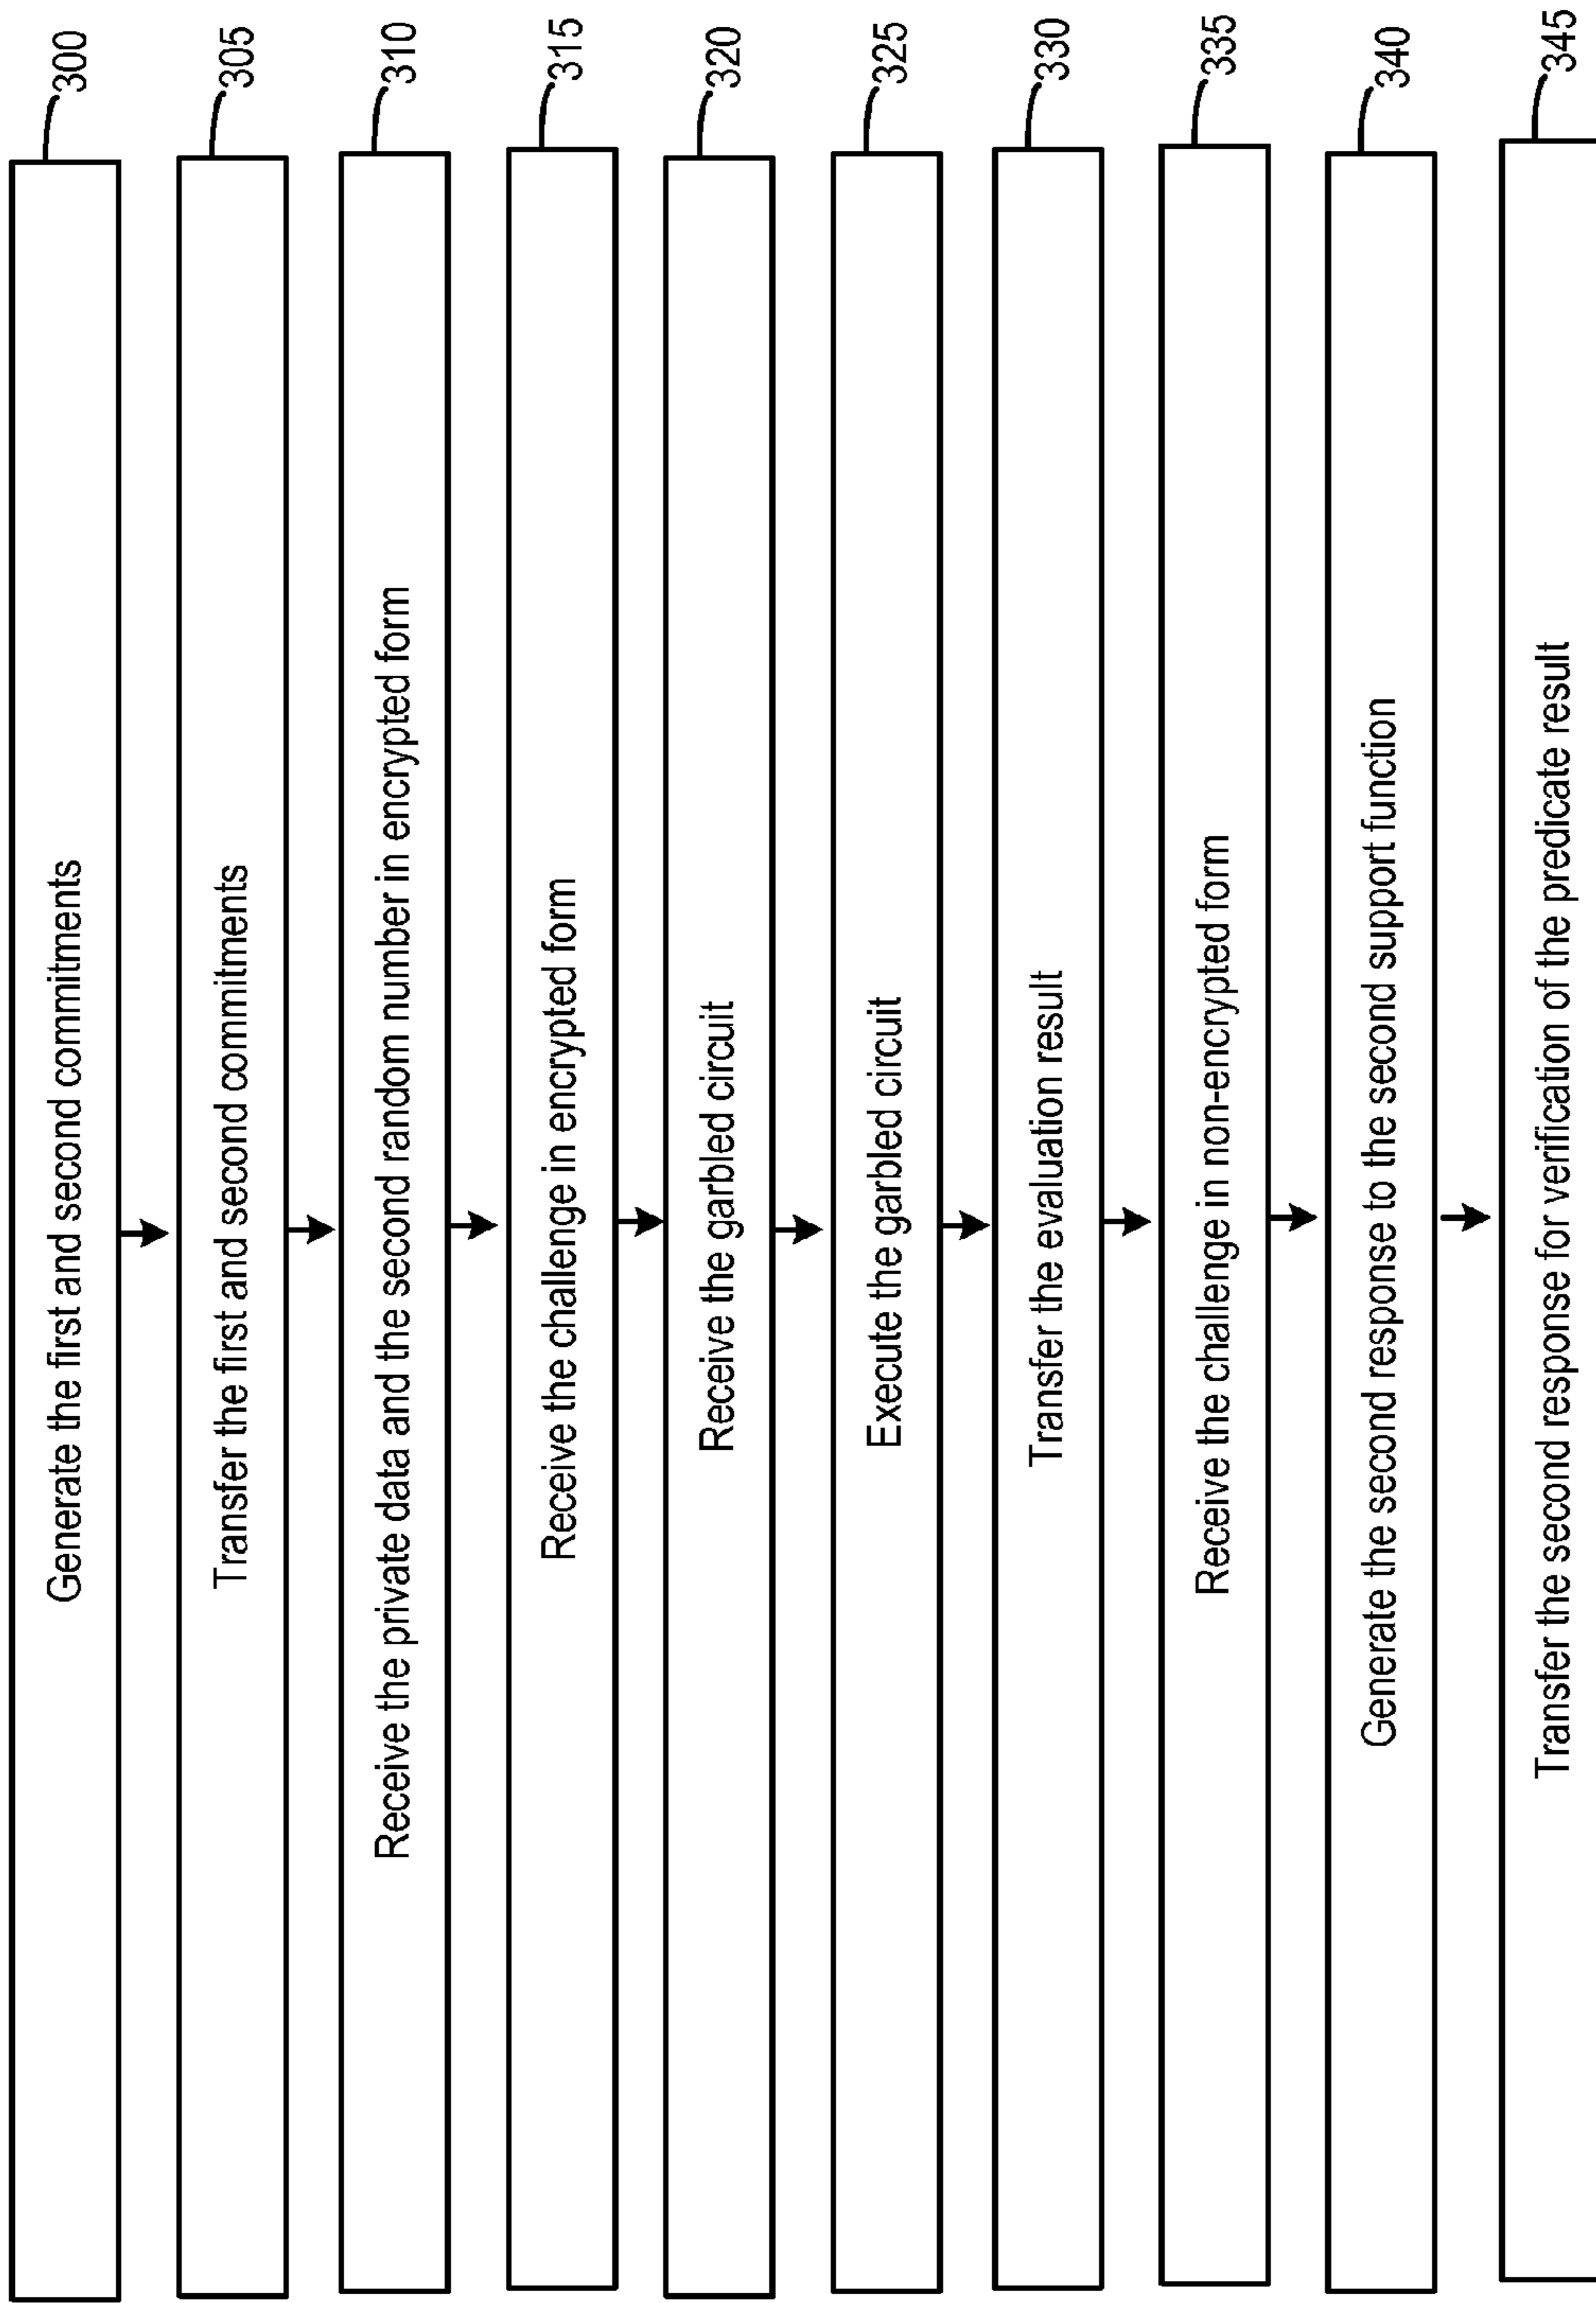 Generate the first and second commitments
300
Transfer the first and second commitments
305
Receive the private data and the second random number in encrypted form
310
Receive the challenge in encrypted form
315
Receive the garbled circuit
320
Execute the garbled circuit
325
Transfer the evaluation result
330
Receive the challenge in non-encrypted form
335
Generate the second response to the second support function
340
Transfer the second response for verification of the predicate result
345